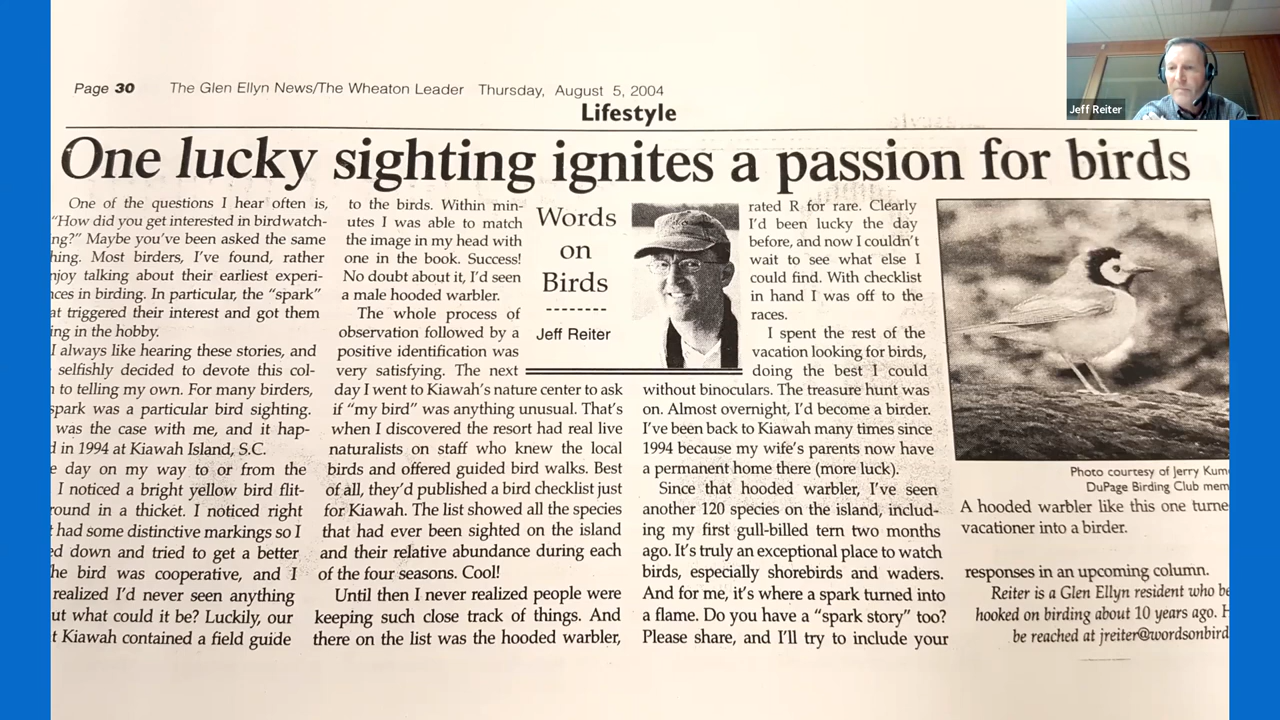 Page 30 The Glen Ellyn News/The Wheaton Leader Thursday, August 5, 2004
Lifestyle
Jeff Reiter
One lucky sighting ignites a passion for birds
One of the questions I hear often is,
“How did you get interested in birdwatch-
ng?” Maybe you’ve been asked the same
hing. Most birders, I’ve found, rather
njoy talking about their earliest experi-
nces in birding. In particular, the “spark”
at triggered their interest and got them
ing in the hobby.
I always like hearing these stories, and
selfishly decided to devote this col-
n to telling my own. For many birders,
spark was a particular bird sighting.
was the case with me, and it hap-
d in 1994 at Kiawah Island, S.C.
e day on my way to or from the
I noticed a bright yellow bird flit-
round in a thicket. I noticed right
t had some distinctive markings so I
ed down and tried to get a better
he bird was cooperative, and I
realized I’d never seen anything
ut what could it be? Luckily, our
t Kiawah contained a field guide
to the birds. Within min-
utes I was able to match
the image in my head with
one in the book. Success!
No doubt about it, I’d seen
a male hooded warbler.
The whole process of
observation followed by a
positive identification was
very satisfying. The next
day I went to Kiawah’s nature center to ask
if “my bird” was anything unusual. That’s
when I discovered the resort had real live
naturalists on staff who knew the local
birds and offered guided bird walks. Best
of all, they’d published a bird checklist just
for Kiawah. The list showed all the species
that had ever been sighted on the island
and their relative abundance during each
of the four seasons. Cool!
Until then I never realized people were
keeping such close track of things. And
there on the list was the hooded warbler,
Words
on
Birds
Jeff Reiter
rated R for rare. Clearly
I’d been lucky the day
before, and now I couldn’t
wait to see what else I
could find. With checklist
in hand I was off to the
races.
I spent the rest of the
vacation looking for birds,
doing the best I could
without binoculars. The treasure hunt was
on. Almost overnight, I’d become a birder.
I’ve been back to Kiawah many times since
1994 because my wife’s parents now have
a permanent home there (more luck).
Since that hooded warbler, I’ve seen
another 120 species on the island, includ-
ing my first gull-billed tern two months
ago. It’s truly an exceptional place to watch
birds, especially shorebirds and waders.
And for me, it’s where a spark turned into
a flame. Do you have a “spark story” too?
Please share, and I’ll try to include your
Photo courtesy of Jerry Kum
DuPage Birding Club mem
A hooded warbler like this one turne
vacationer into a birder.
responses in an upcoming column.
Reiter is a Glen Ellyn resident who be
hooked on birding about 10 years ago. H
be reached at jreiter@wordsonbird